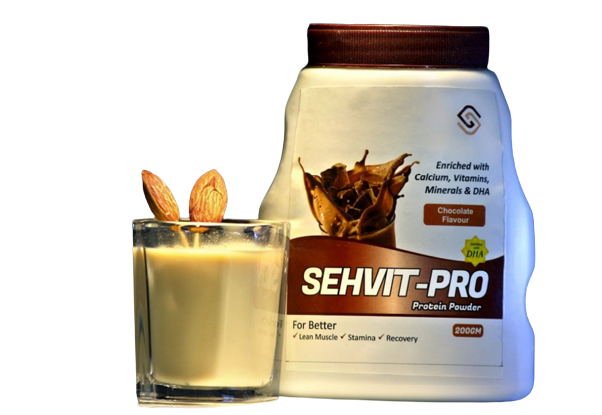 Enriched with
Calcium, Vitamins,
Minerals & DHA
Chocolate
Flavour
DHA
SEHVIT-PRO
Protein Powder
200GM
For Better
✓Lean Muscle ✓ Stamina ✓ Recovery